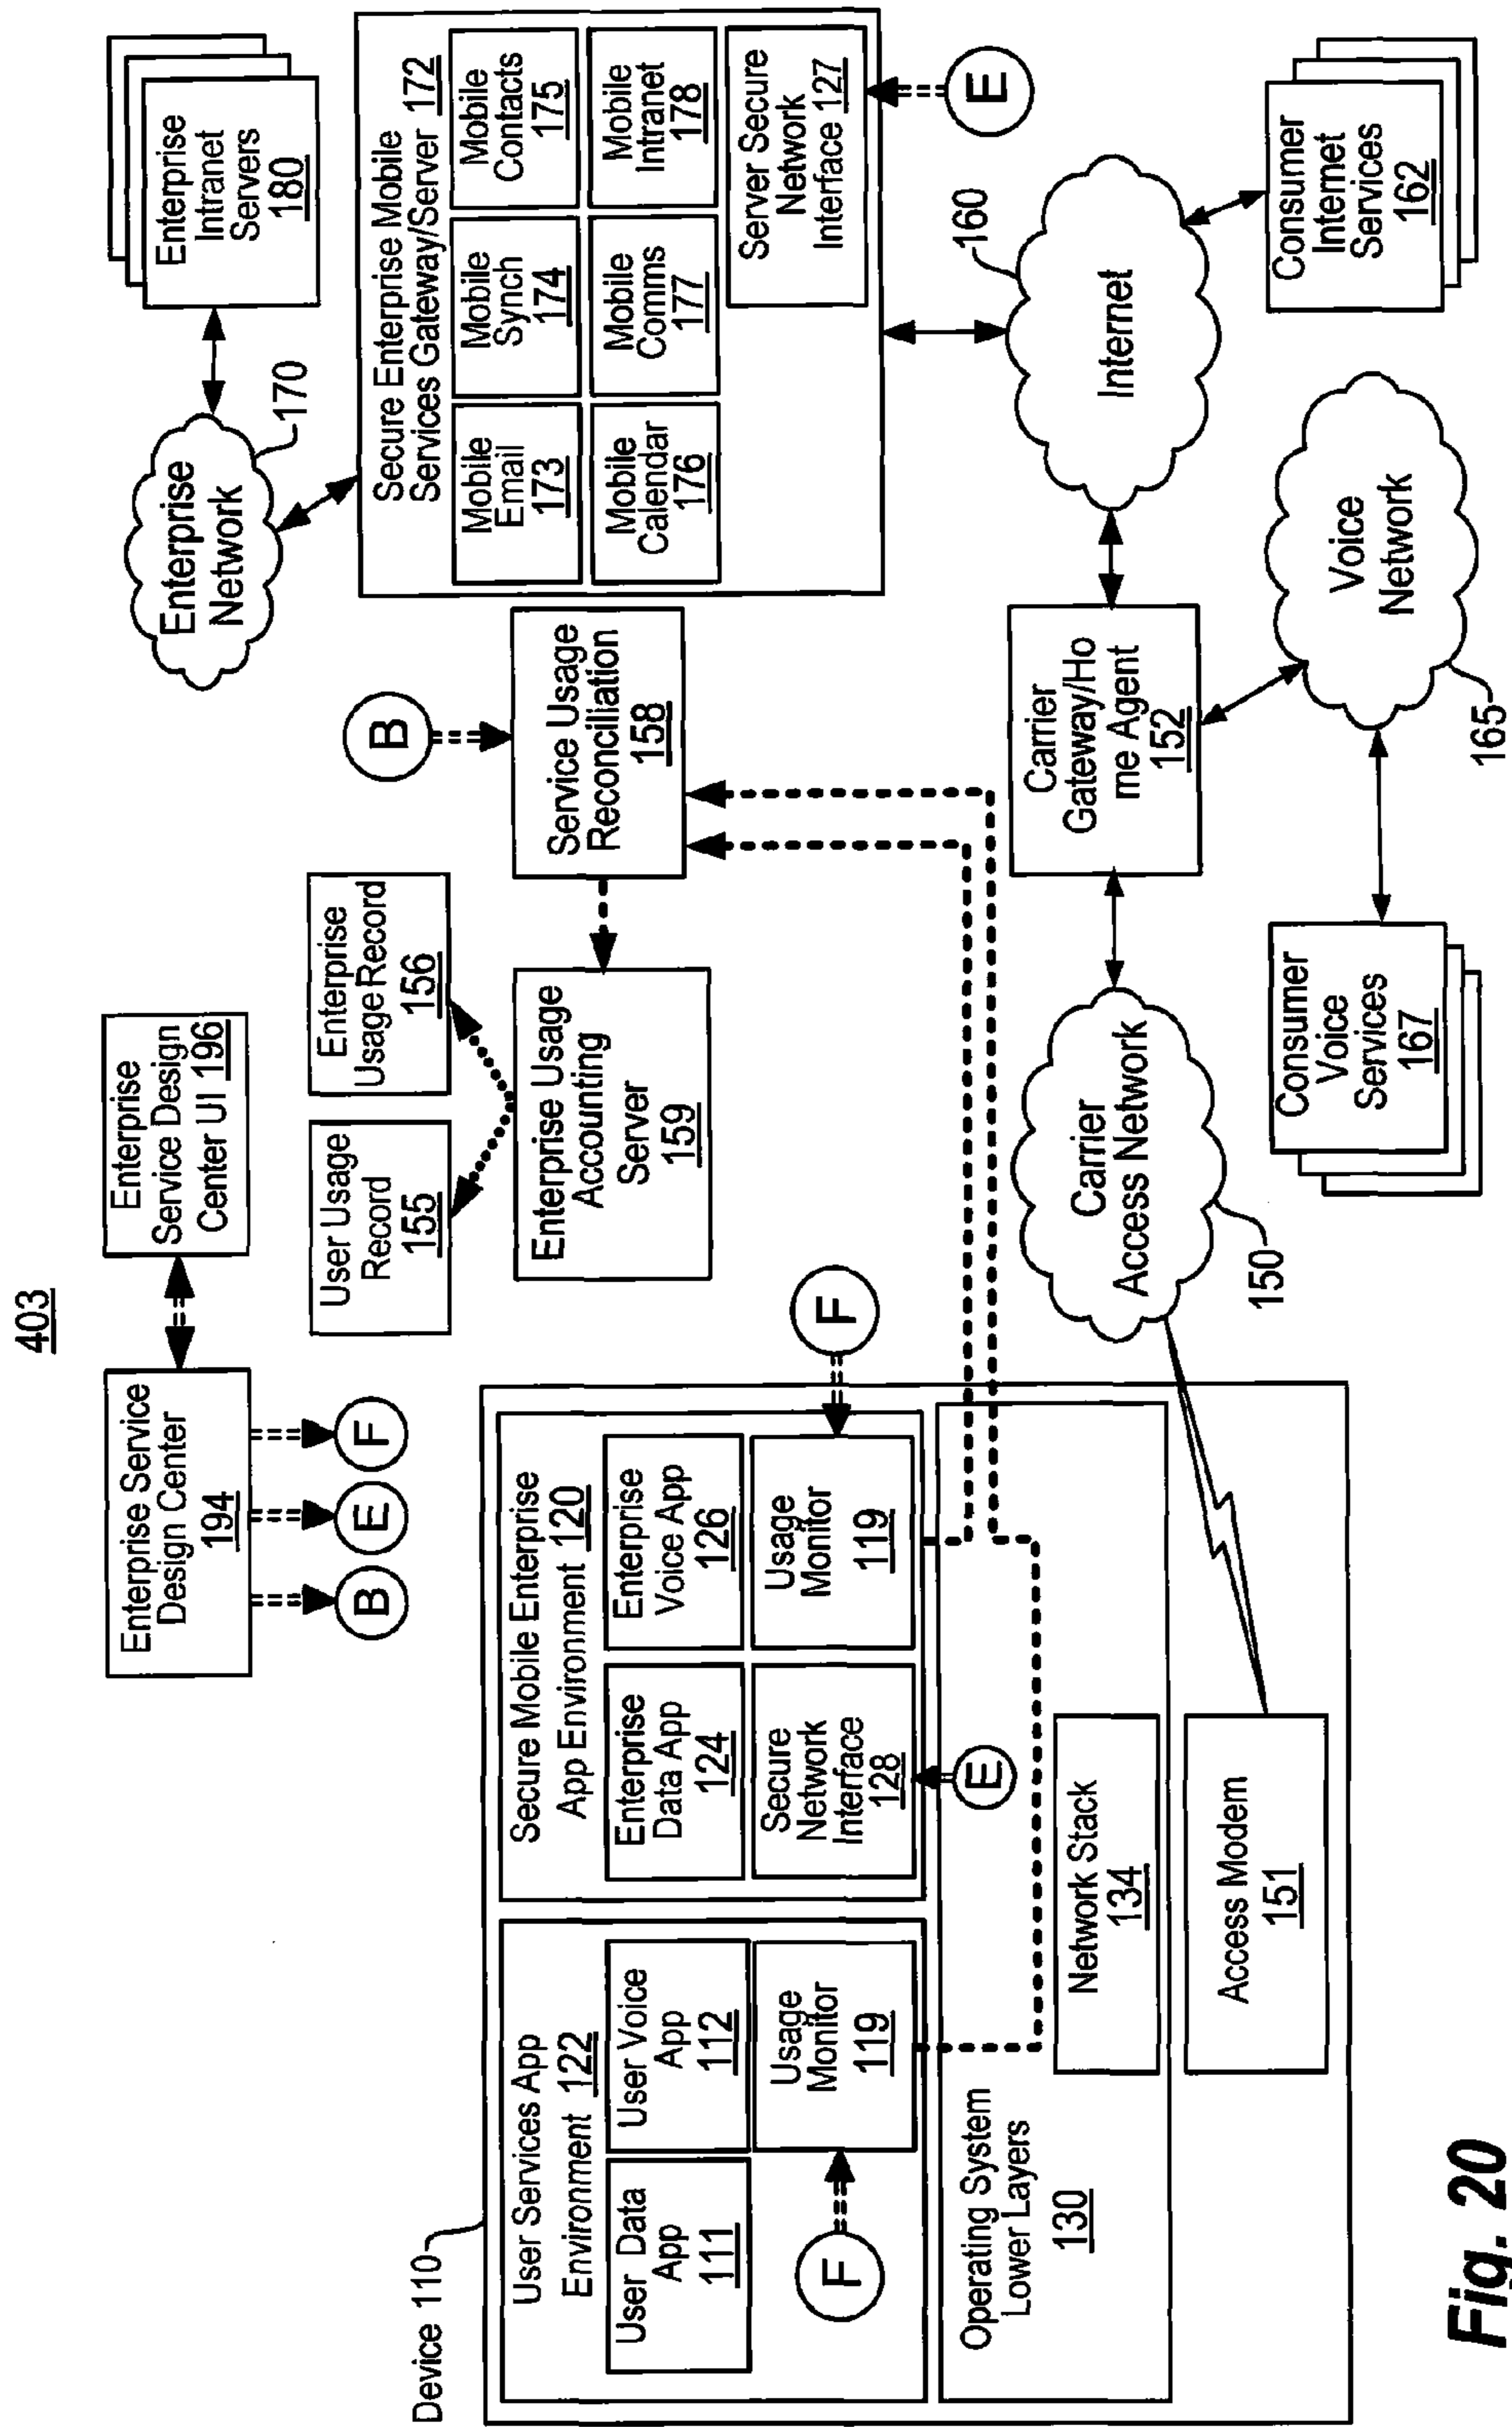 403
Enterprise Service
Design Center
194
Enterprise
Service Design
Center UI 196
B
E
F
User Usage
Record
155
Enterprise
Usage Record
156
Enterprise Usage
Accounting
Server
159
B
Service Usage
Reconciliation
158
Enterprise
Network
170
Enterprise
Intranet
Servers
180
Secure Enterprise Mobile
Services Gateway/Server 172
Mobile
Email
173
Mobile
Synch
174
Mobile
Contacts
175
Mobile
Calendar
176
Mobile
Comms
177
Mobile
Intranet
178
Server Secure
Network
Interface 127
E
Device 110
User Services App
Environment 122
User Data
App
111
User Voice
App
112
F
Usage
Monitor
119
Secure Mobile Enterprise
App Environment 120
Enterprise
Data App
124
Enterprise
Voice App
126
Secure
Network
Interface
128
Usage
Monitor
119
F
E
Operating System
Lower Layers
130
Network Stack
134
Access Modem
151
Carrier
Access Network
150
Carrier
Gateway/Ho
me Agent
152
Internet
160
Consumer
Voice
Services
167
Voice
Network
165
Consumer
Internet
Services
162
Fig. 20